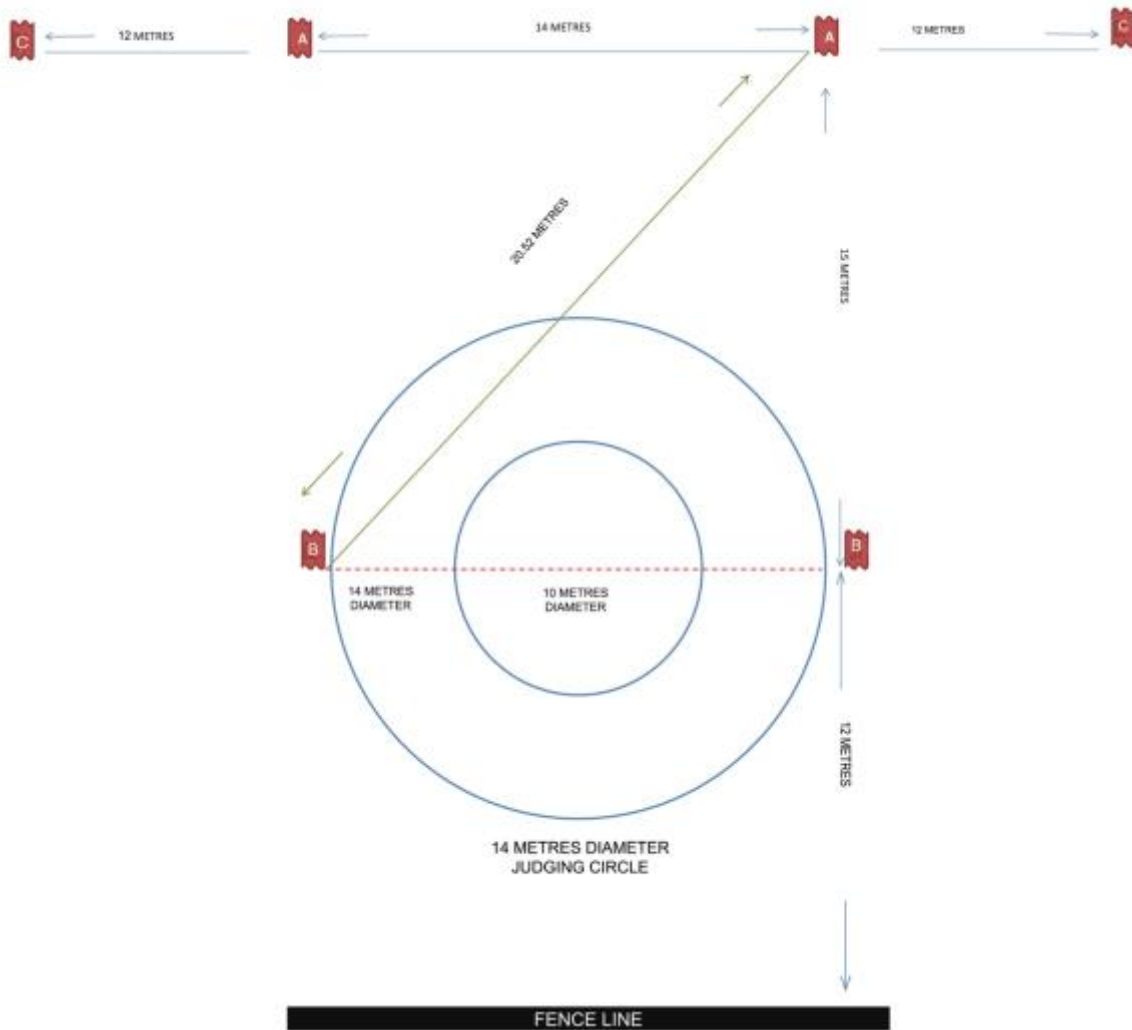 C
12 METRES
A
14 METRES
A
12 METRES
C
20.52 METRES
15 METRES
B
B
14 METRES
DIAMETER
10 METRES
DIAMETER
12 METRES
14 METRES DIAMETER
JUDGING CIRCLE
FENCE LINE